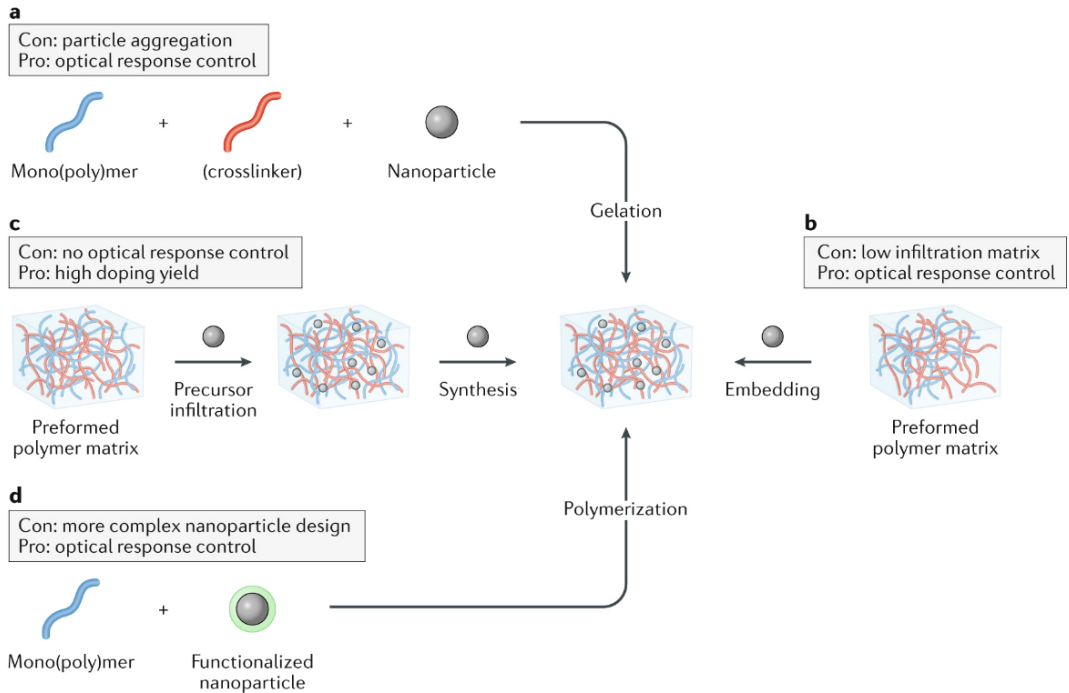 a
Con: particle aggregation
Pro: optical response control
+
+
Mono(poly)mer
(crosslinker)
Nanoparticle
Gelation
c
Con: no optical response control
Pro: high doping yield
b
Con: low infiltration matrix
Pro: optical response control
Precursor
infiltration
Synthesis
Embedding
Preformed
polymer matrix
Preformed
polymer matrix
d
Con: more complex nanoparticle design
Pro: optical response control
Polymerization
+
Mono(poly)mer
Functionalized
nanoparticle